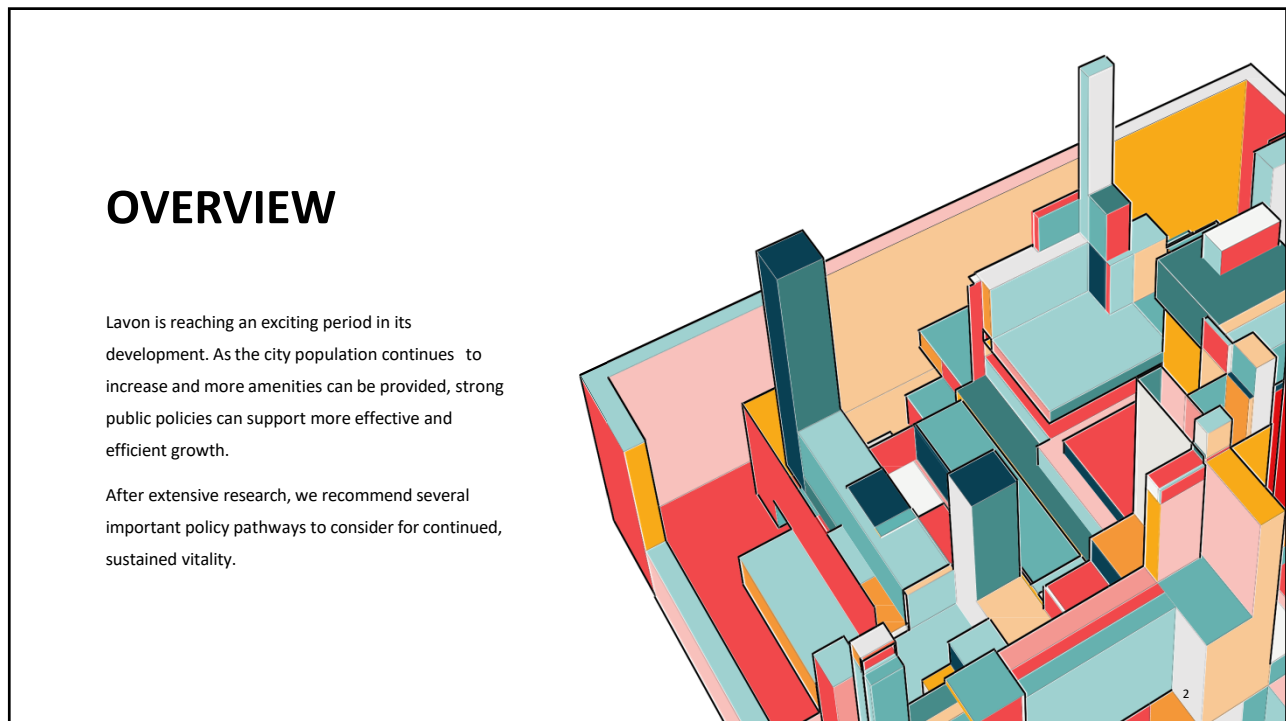 OVERVIEW
Lavon is reaching an exciting period in its
development. As the city population continues to
increase and more amenities can be provided, strong
public policies can support more effective and
efficient growth.
After extensive research, we recommend several
important policy pathways to consider for continued,
sustained vitality.
2